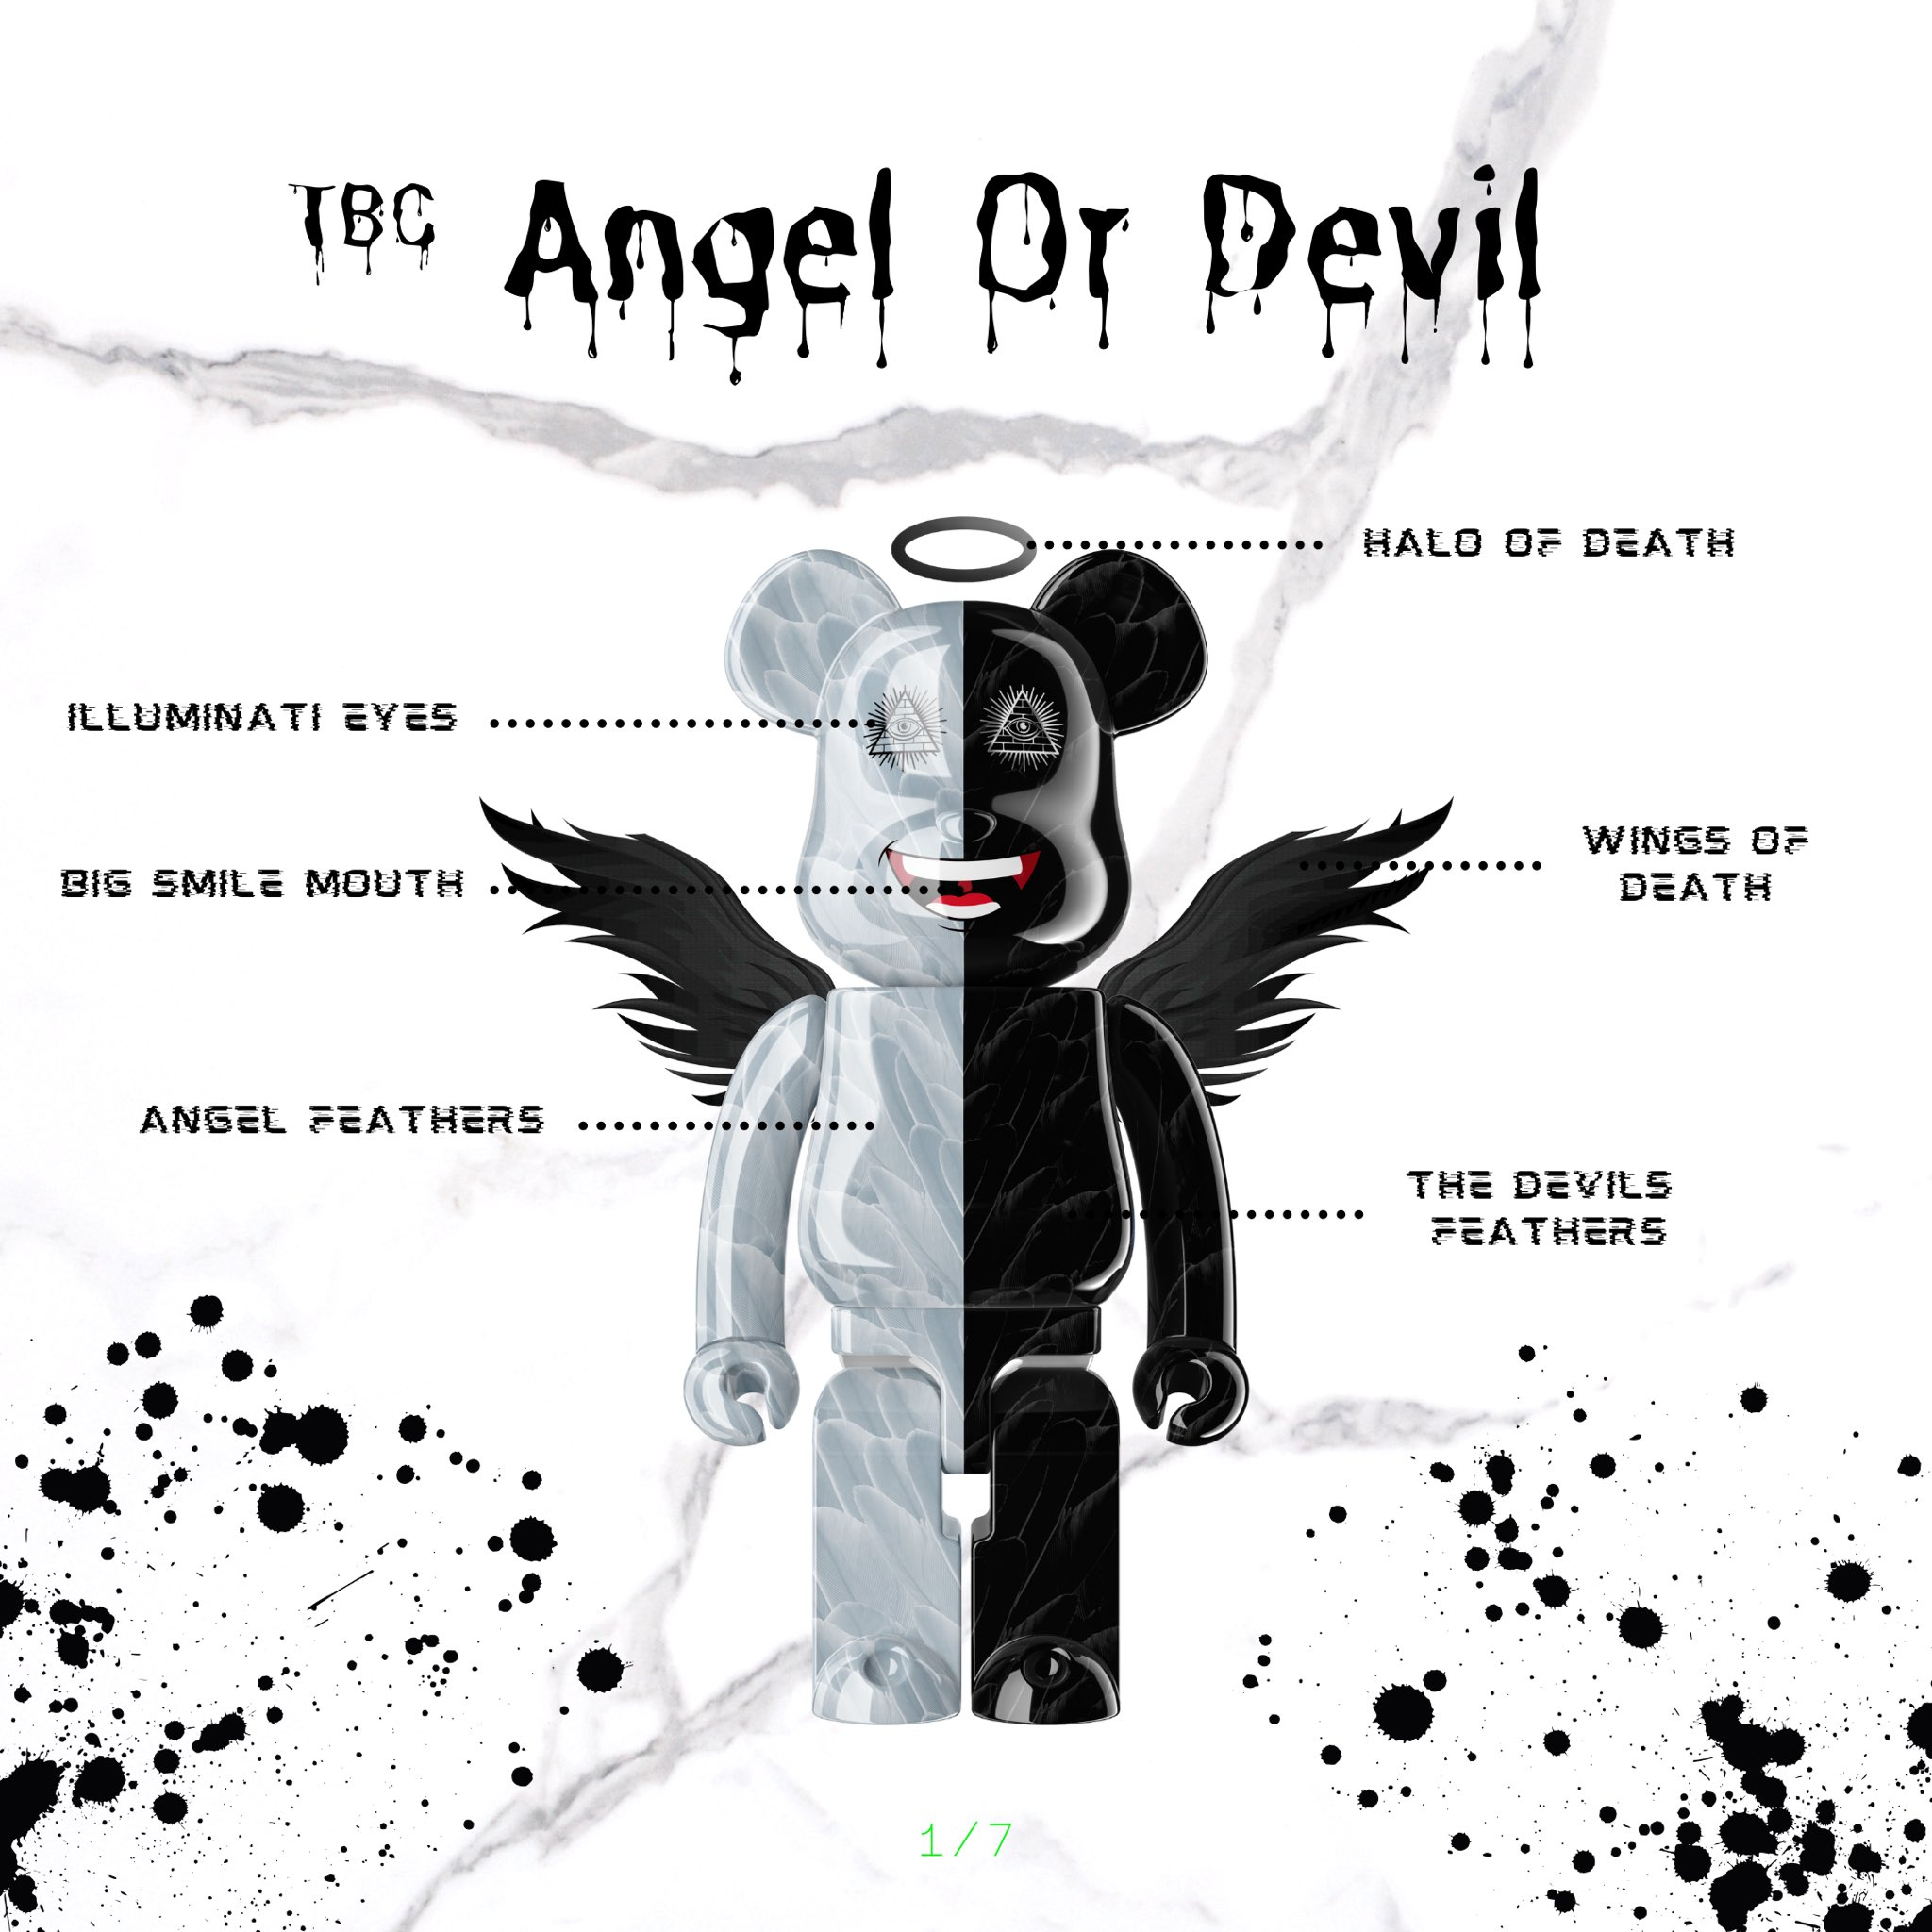 TBC Angel Or Devil
HALO OF DEATH
ILLUMINATI EYES
WINGS OF
DEATH
BIG SMILE MOUTH
ANGEL FEATHERS
THE DEVILS
FEATHERS
1/7